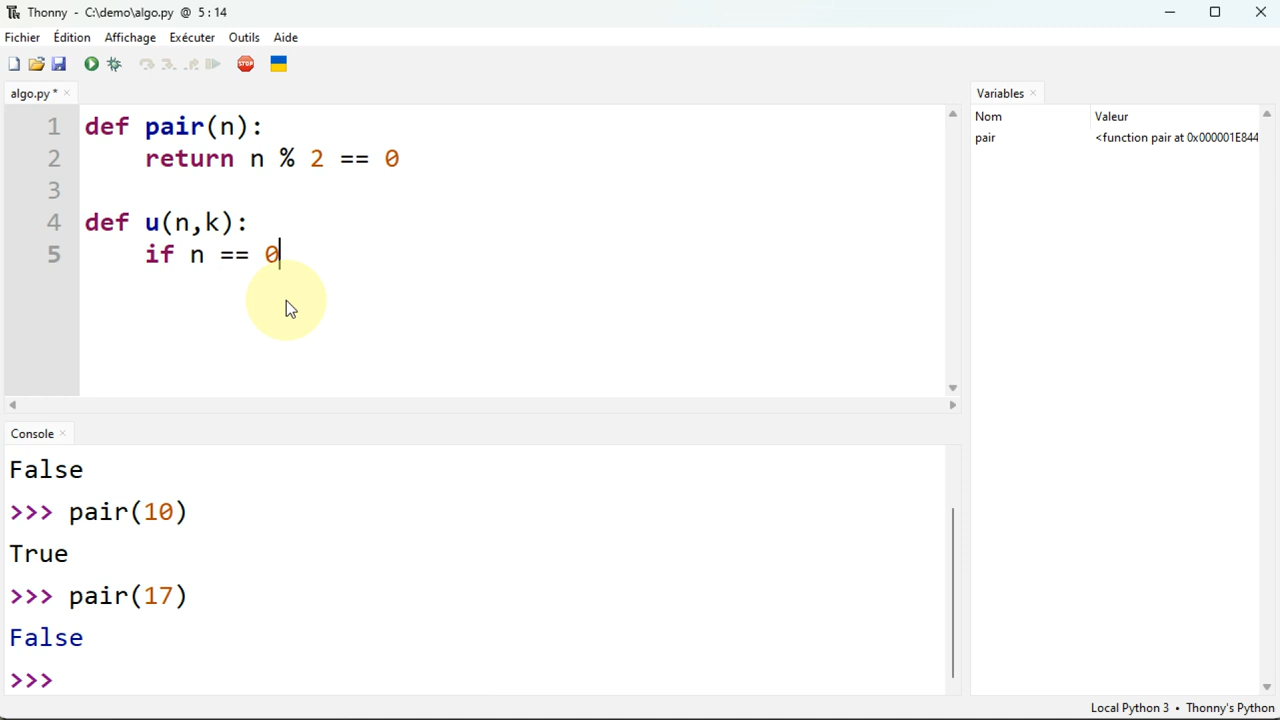 Thonny - C:\demo\algo.py @ 5:14
Fichier Édition Affichage Exécuter Outils Aide
STOP
algo.py *
1 def pair(n):
2     return n % 2 == 0
3
4 def u(n,k):
5     if n == 0
Variables
Nom Valeur
pair <function pair at 0x000001E844
Console
False
>>> pair(10)
True
>>> pair(17)
False
>>>
Local Python 3 • Thonny's Python